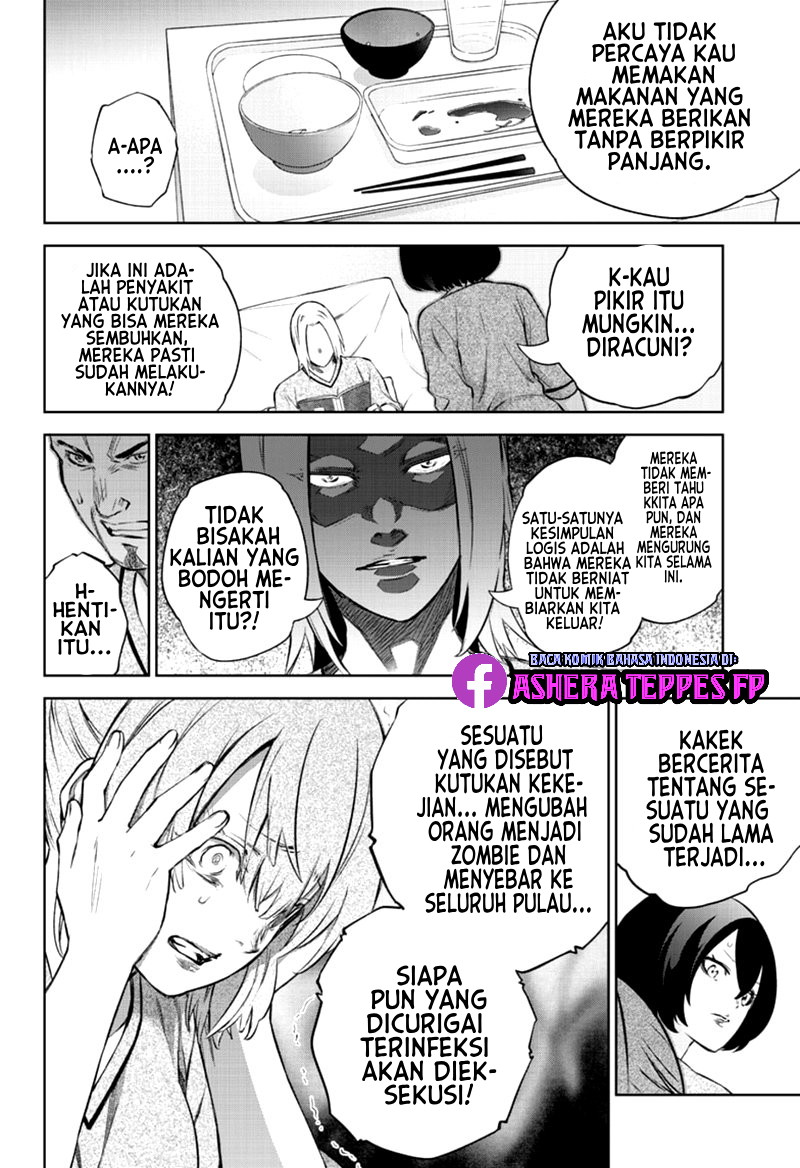 AKU TIDAK
PERCAYA KAU
MEMAKAN
MAKANAN YANG
MEREKA BERIKAN
TANPA BERPIKIR
PANJANG.
A-APA
....?
K-KAU
PIKIR ITU
MUNGKIN...
DIRACUNI?
JIKA INI ADA-
LAH PENYAKIT
ATAU KUTUKAN
YANG BISA MEREKA
SEMBUHKAN,
MEREKA PASTI
SUDAH MELAKU-
KANNYA!
MEREKA
TIDAK MEM-
BERI TAHU
KKITA APA
PUN, DAN
MEREKA
MENGURUNG
KITA SELAMA
INI.
SATU-SATUNYA
KESIMPULAN
LOGIS ADALAH
BAHWA MEREKA
TIDAK BERNIAT
UNTUK MEM-
BIARKAN KITA
KELUAR!
TIDAK
BISAKAH
KALIAN YANG
BODOH ME-
NGERTI
ITU?!
H-
HENTI-
KAN
ITU...
BACA KOMIK BAHASA INDONESIA DI:
ASHERA TEPPES FP
KAKEK
BERCERITA
TENTANG SE-
SUATU YANG
SUDAH LAMA
TERJADI...
SESUATU
YANG DISEBUT
KUTUKAN KEKE-
JIAN... MENGUBAH
ORANG MENJADI
ZOMBIE DAN
MENYEBAR KE
SELURUH PULAU...
SIAPA
PUN YANG
DICURIGAI
TERINFEKSI
AKAN DIEK-
SEKUSI!